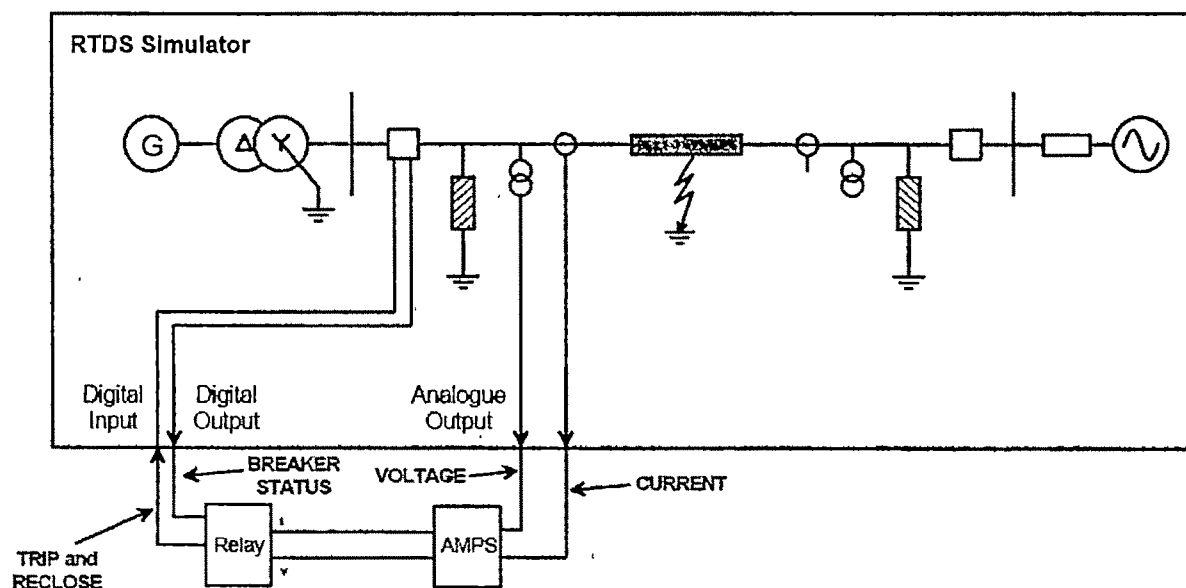 RTDS Simulator
G
Δ
Y
Digital
Input
Digital
Output
Analogue
Output
BREAKER
STATUS
VOLTAGE
CURRENT
Relay
AMPS
TRIP and
RECLOSE